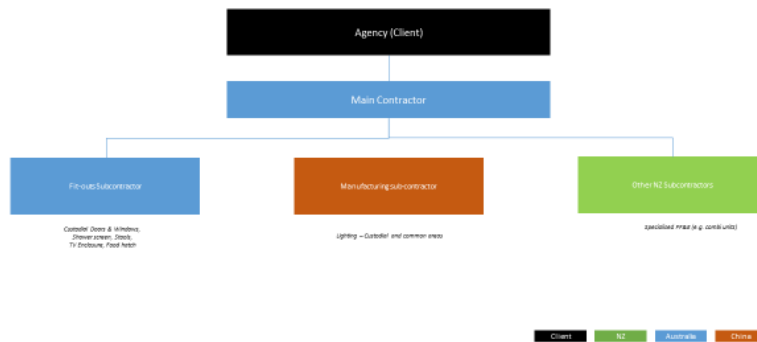 Agency (Client)
Main Contractor
Fit-outs Subcontractor
Manufacturing sub-contractor
Other NZ Subcontractors
Custodial Doors & Windows,
Shower screen, Stools,
TV Enclosure, Food hatch
Lighting – Custodial and common areas
Specialised FF&E (e.g. combi units)
Client
NZ
Australia
China